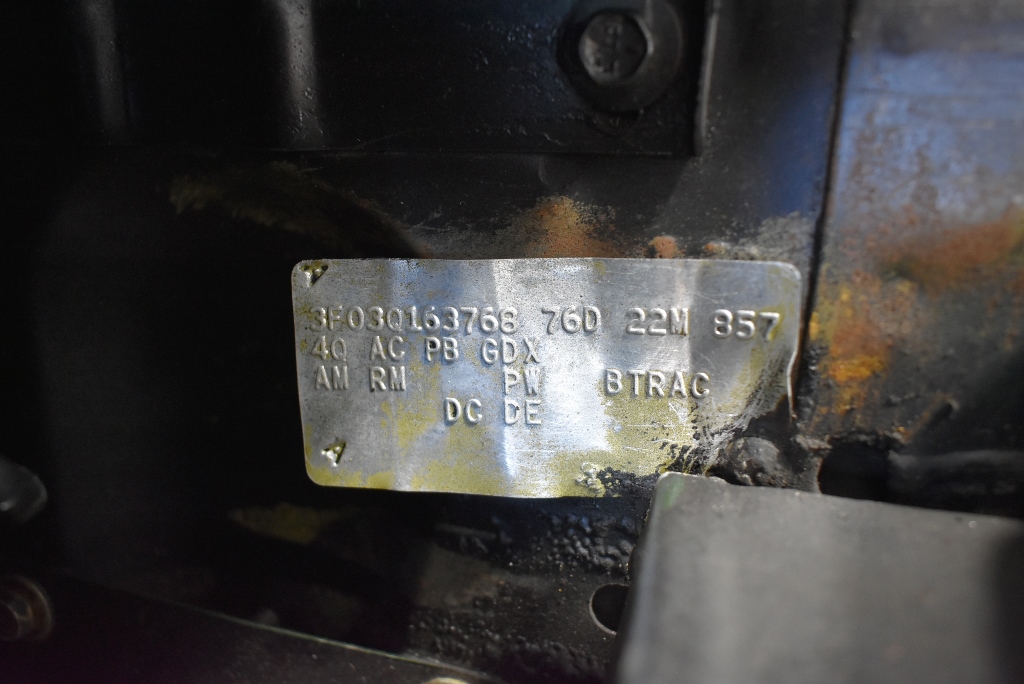 3F03Q163768 76D 22M 857
4Q AC PB GDX
AM RM PW BTRAC
DC DE